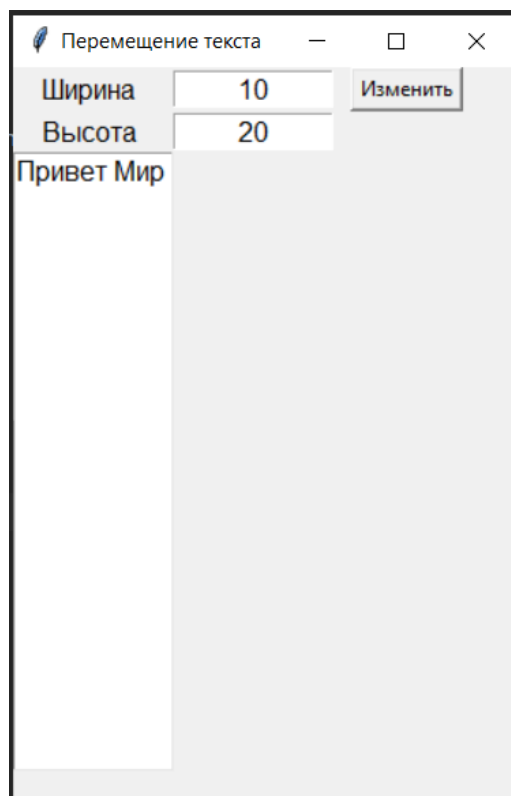 Перемещение текста
Ширина 10 Изменить
Высота 20
Привет Мир